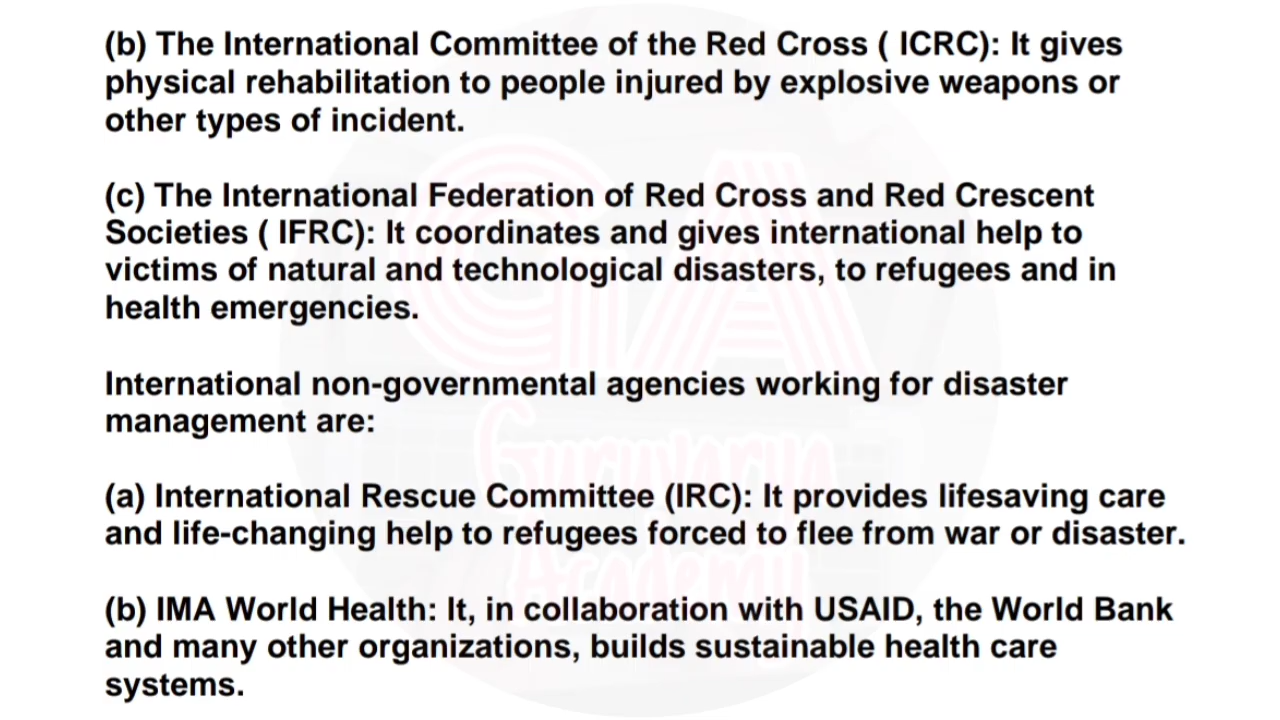 (b) The International Committee of the Red Cross ( ICRC): It gives
physical rehabilitation to people injured by explosive weapons or
other types of incident.
(c) The International Federation of Red Cross and Red Crescent
Societies ( IFRC): It coordinates and gives international help to
victims of natural and technological disasters, to refugees and in
health emergencies.
International non-governmental agencies working for disaster
management are:
(a) International Rescue Committee (IRC): It provides lifesaving care
and life-changing help to refugees forced to flee from war or disaster.
(b) IMA World Health: It, in collaboration with USAID, the World Bank
and many other organizations, builds sustainable health care
systems.
GA
Academy